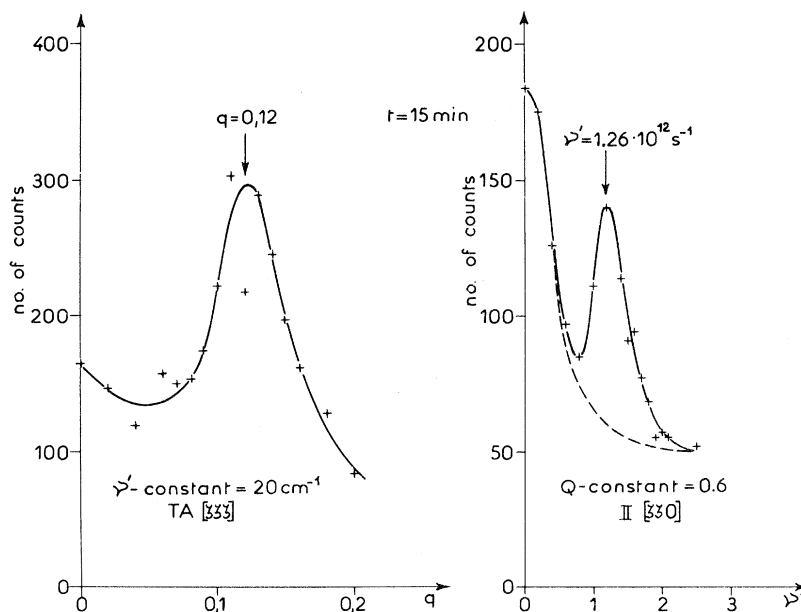 400
300
200
100
0
no. of counts
q=0,12
t=15 min
ν'-constant = 20 cm⁻¹
TA [ζζζ]
0
0,1
0,2
q
200
150
100
50
0
no. of counts
ν'=1.26·10¹² s⁻¹
Q-constant = 0.6
II [ζζ0]
0
1
2
3
ν